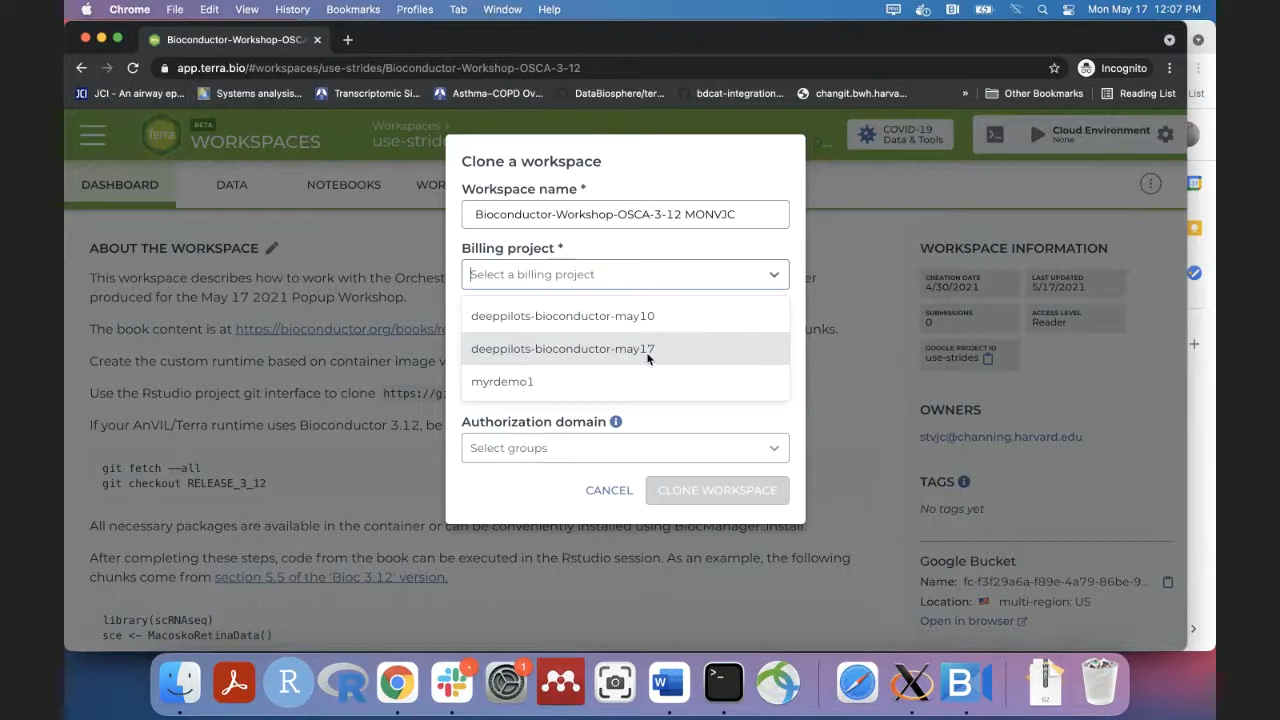 Chrome File Edit View History Bookmarks Profiles Tab Window Help Mon May 17 12:07 PM
Bioconductor-Workshop-OSCA
app.terra.bio/#workspaces/use-strides/Bioconductor-Workshop-OSCA-3-12 Incognito
JCI - An airway ep... Systems analysis... Transcriptomic Si... Asthma-COPD Ov... DataBiosphere/ter... bdcat-integration... changit.bwh.harva... » Other Bookmarks Reading List List
Terra BETA WORKSPACES
Workspaces ›
use-strides
COVID-19
Data & Tools
Cloud Environment
None
DASHBOARD DATA NOTEBOOKS WOR
Clone a workspace
Workspace name *
Bioconductor-Workshop-OSCA-3-12 MONVJC
Billing project *
Select a billing project
deeppilots-bioconductor-may10
deeppilots-bioconductor-may17
myrdemo1
Authorization domain
Select groups
CANCEL CLONE WORKSPACE
ABOUT THE WORKSPACE
This workspace describes how to work with the Orchest
produced for the May 17 2021 Popup Workshop.
The book content is at https://bioconductor.org/books/re
unks.
Create the custom runtime based on container image v
Use the Rstudio project git interface to clone https://gi
If your AnVIL/Terra runtime uses Bioconductor 3.12, be
git fetch --all
git checkout RELEASE_3_12
All necessary packages are available in the container or can be conveniently installed using BiocManager::install.
After completing these steps, code from the book can be executed in the Rstudio session. As an example, the following
chunks come from section 5.5 of the 'Bioc 3.12' version.
library(scRNAseq)
sce <- MacoskoRetinaData()
WORKSPACE INFORMATION
CREATION DATE
4/30/2021
LAST UPDATED
5/17/2021
SUBMISSIONS
0
ACCESS LEVEL
Reader
GOOGLE PROJECT ID
use-strides
OWNERS
stvjc@channing.harvard.edu
TAGS
No tags yet
Google Bucket
Name: fc-f3f29a6a-f89e-4a79-86be-9...
Location: multi-region: US
Open in browser